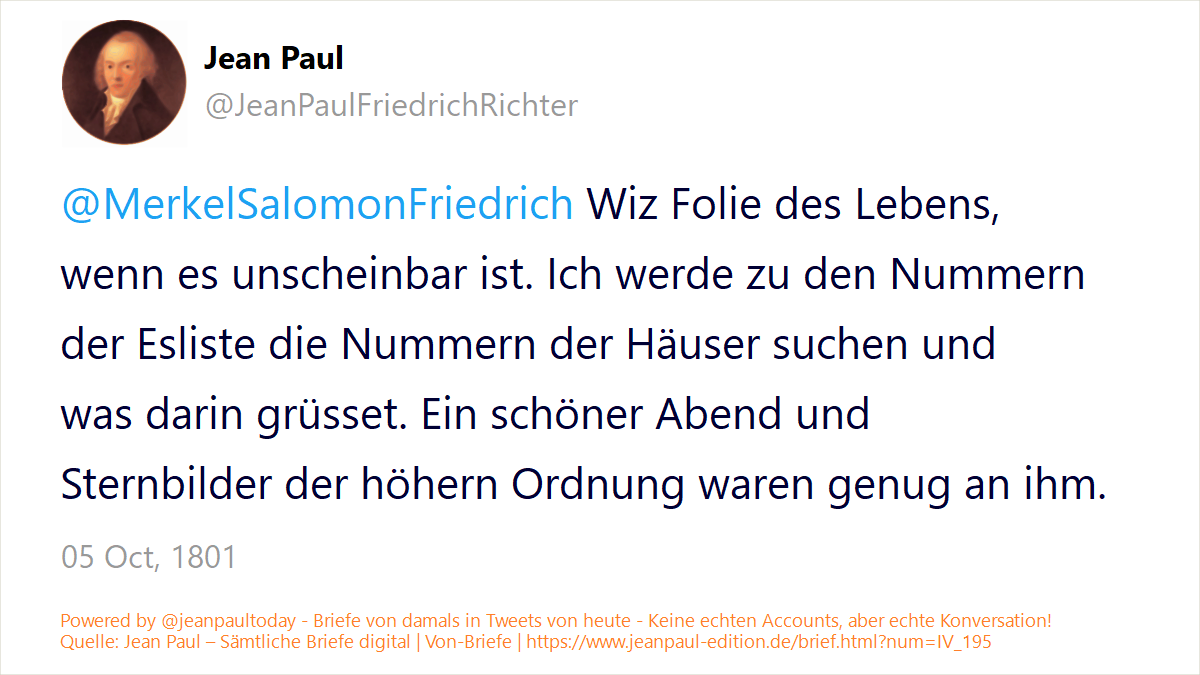 Jean Paul
@JeanPaulFriedrichRichter
@MerkelSalomonFriedrich Wiz Folie des Lebens,
wenn es unscheinbar ist. Ich werde zu den Nummern
der Esliste die Nummern der Häuser suchen und
was darin grüsset. Ein schöner Abend und
Sternbilder der höhern Ordnung waren genug an ihm.
05 Oct, 1801
Powered by @jeanpaultoday - Briefe von damals in Tweets von heute - Keine echten Accounts, aber echte Konversation!
Quelle: Jean Paul – Sämtliche Briefe digital | Von-Briefe | https://www.jeanpaul-edition.de/brief.html?num=IV_195